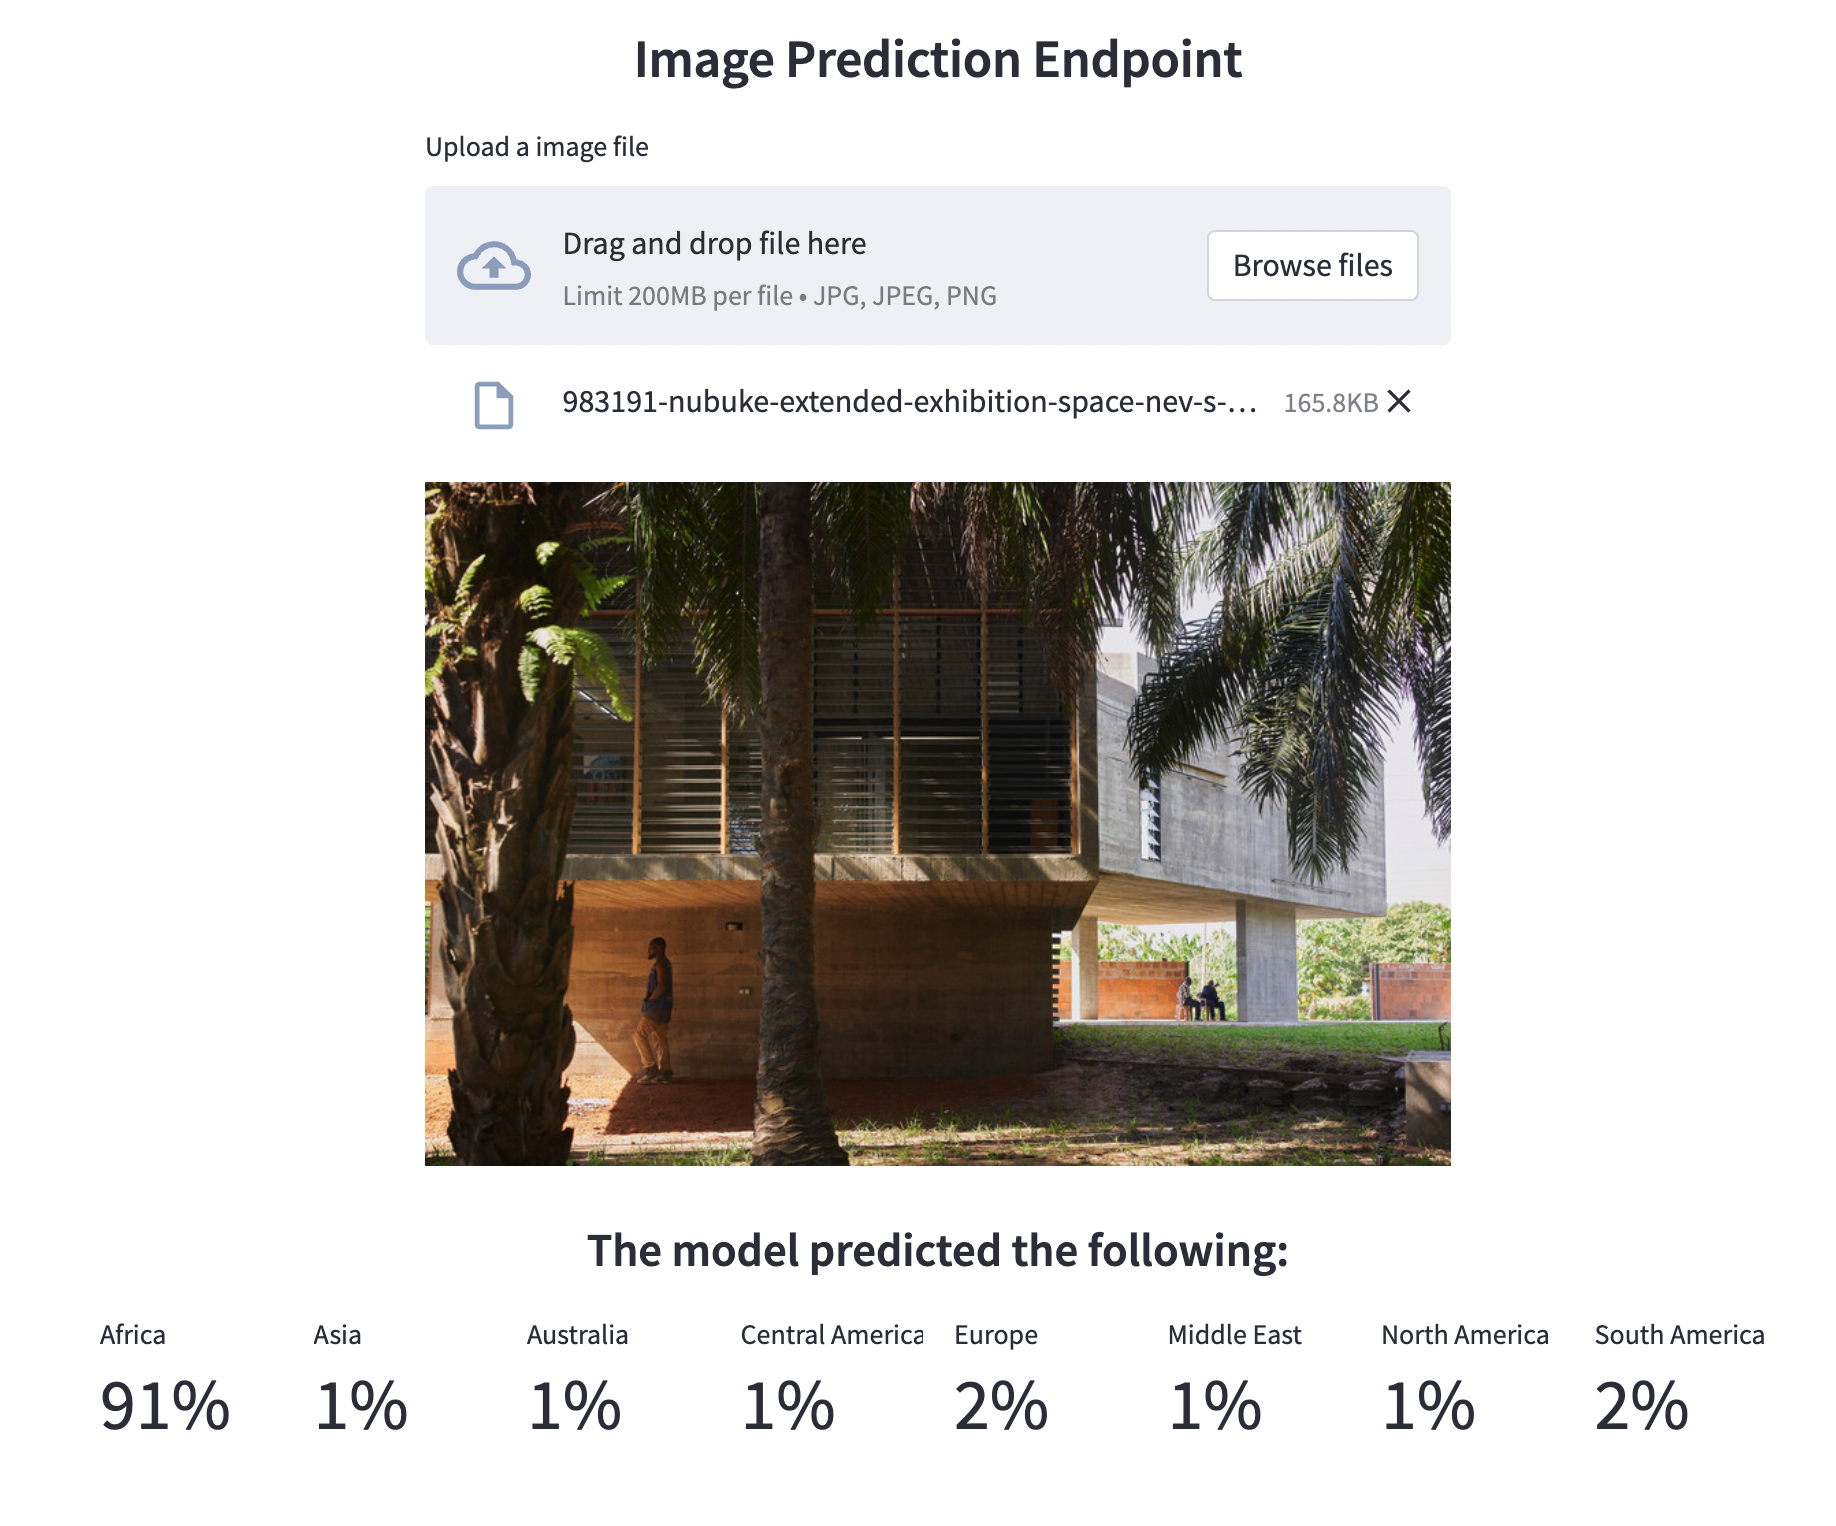 Image Prediction Endpoint
Upload a image file
Drag and drop file here
Limit 200MB per file • JPG, JPEG, PNG
Browse files
983191-nubuke-extended-exhibition-space-nev-s-… 165.8KB
The model predicted the following:
Africa Asia Australia Central America Europe Middle East North America South America
91% 1% 1% 1% 2% 1% 1% 2%